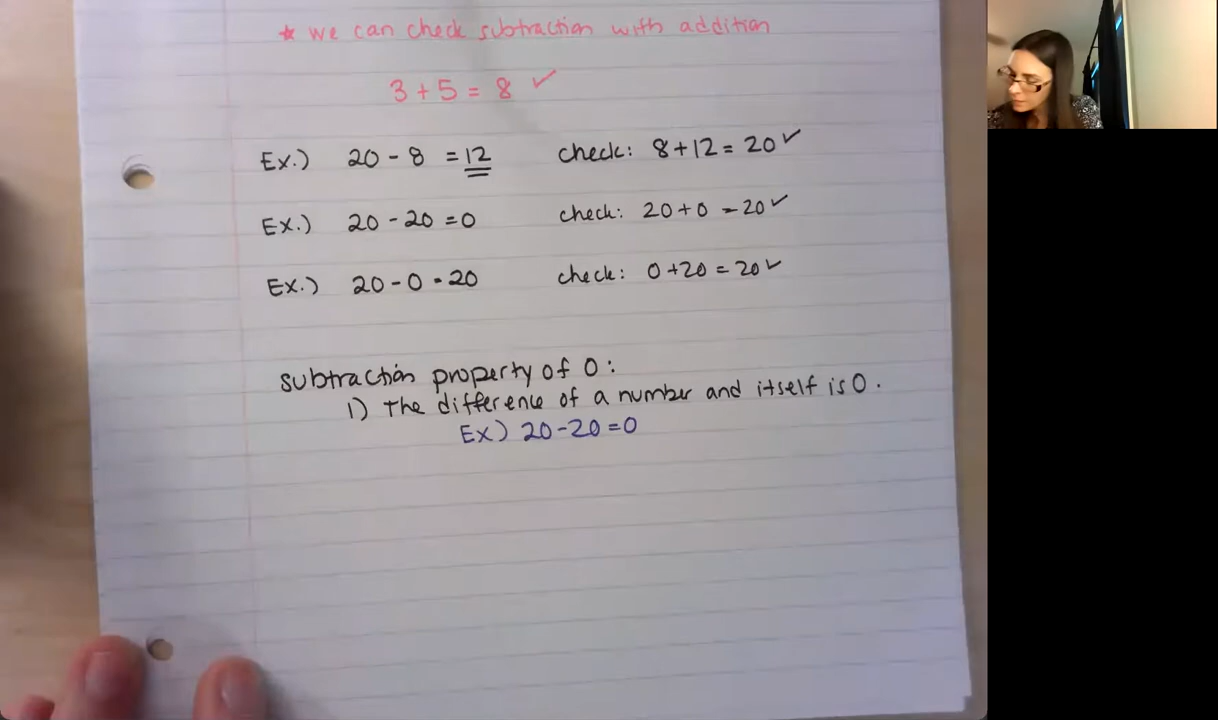 * we can check subtraction with addition
3 + 5 = 8 ✓
Ex.) 20 - 8 = 12 check: 8 + 12 = 20 ✓
Ex.) 20 - 20 = 0 check: 20 + 0 = 20 ✓
Ex.) 20 - 0 = 20 check: 0 + 20 = 20 ✓
subtraction property of 0:
1) the difference of a number and itself is 0.
Ex) 20 - 20 = 0